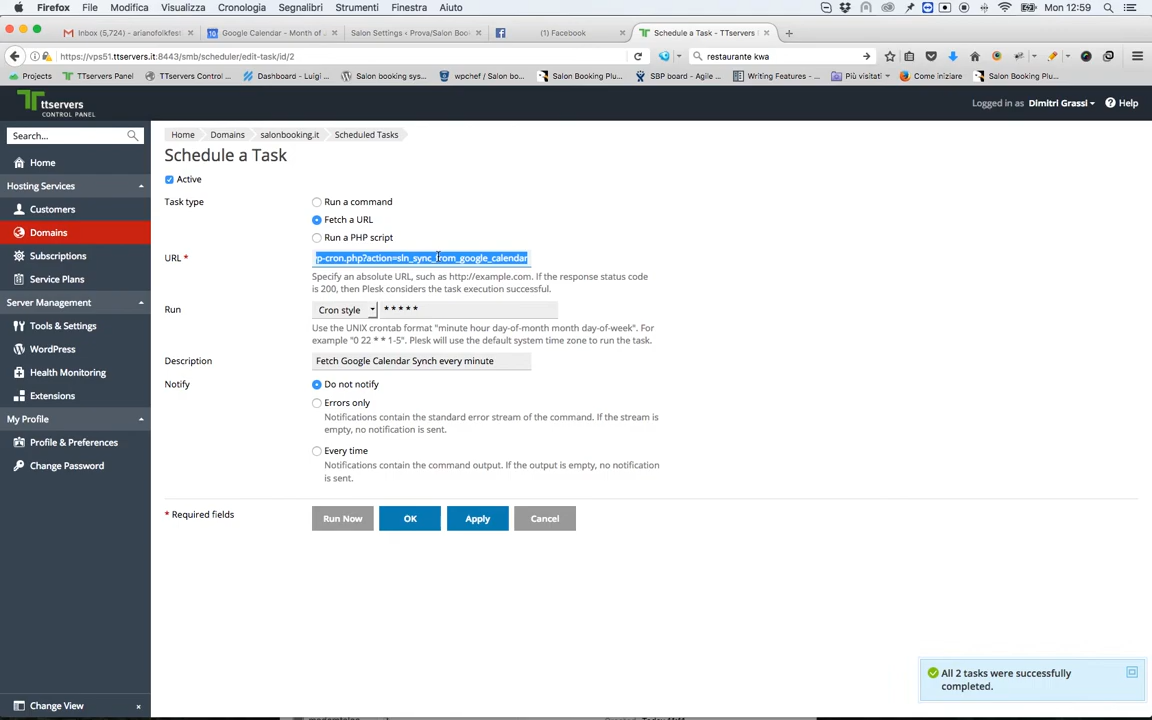 Firefox File Modifica Visualizza Cronologia Segnalibri Strumenti Finestra Aiuto Mon 12:59
Inbox (5,724) - arianofolkfest Google Calendar - Month of Salon Settings ‹ Prova/Salon Boo (1) Facebook Schedule a Task - TTservers
https://vps51.ttservers.it:8443/smb/scheduler/edit-task/id/2 restaurante kwa
Projects TTservers Panel TTservers Control ... Dashboard - Luigi ... Salon booking sys... wpchef / Salon bo... Salon Booking Plu... SBP board - Agile ... Writing Features - ... Più visitati Come iniziare Salon Booking Plu...
ttservers
CONTROL PANEL
Logged in as Dimitri Grassi Help
Search...
Home Domains salonbooking.it Scheduled Tasks
Schedule a Task
Home
Hosting Services
Customers
Domains
Subscriptions
Service Plans
Server Management
Tools & Settings
WordPress
Health Monitoring
Extensions
My Profile
Profile & Preferences
Change Password
Change View
Active
Task type Run a command
Fetch a URL
Run a PHP script
URL * p-cron.php?action=sln_sync_from_google_calendar
Specify an absolute URL, such as http://example.com. If the response status code
is 200, then Plesk considers the task execution successful.
Run Cron style * * * * *
Use the UNIX crontab format "minute hour day-of-month month day-of-week". For
example "0 22 * * 1-5". Plesk will use the default system time zone to run the task.
Description Fetch Google Calendar Synch every minute
Notify Do not notify
Errors only
Notifications contain the standard error stream of the command. If the stream is
empty, no notification is sent.
Every time
Notifications contain the command output. If the output is empty, no notification
is sent.
* Required fields Run Now OK Apply Cancel
All 2 tasks were successfully
completed.